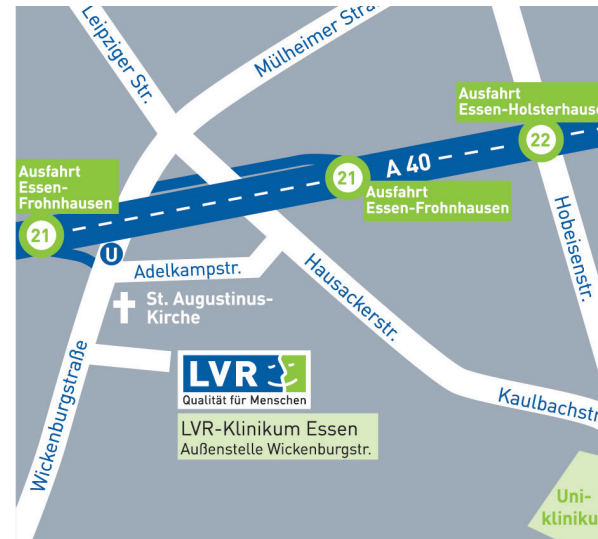 Leipziger Str.
Mülheimer Stra
Ausfahrt
Essen-Holsterhause
22
Ausfahrt
Essen-
Frohnhausen
21
A 40
21
Ausfahrt
Essen-Frohnhausen
Hobeisenstr.
U
Adelkampstr.
Hausackerstr.
St. Augustinus-
Kirche
Wickenburgstraße
LVR
Qualität für Menschen
LVR-Klinikum Essen
Außenstelle Wickenburgstr.
Kaulbachstr
Uni-
kliniku